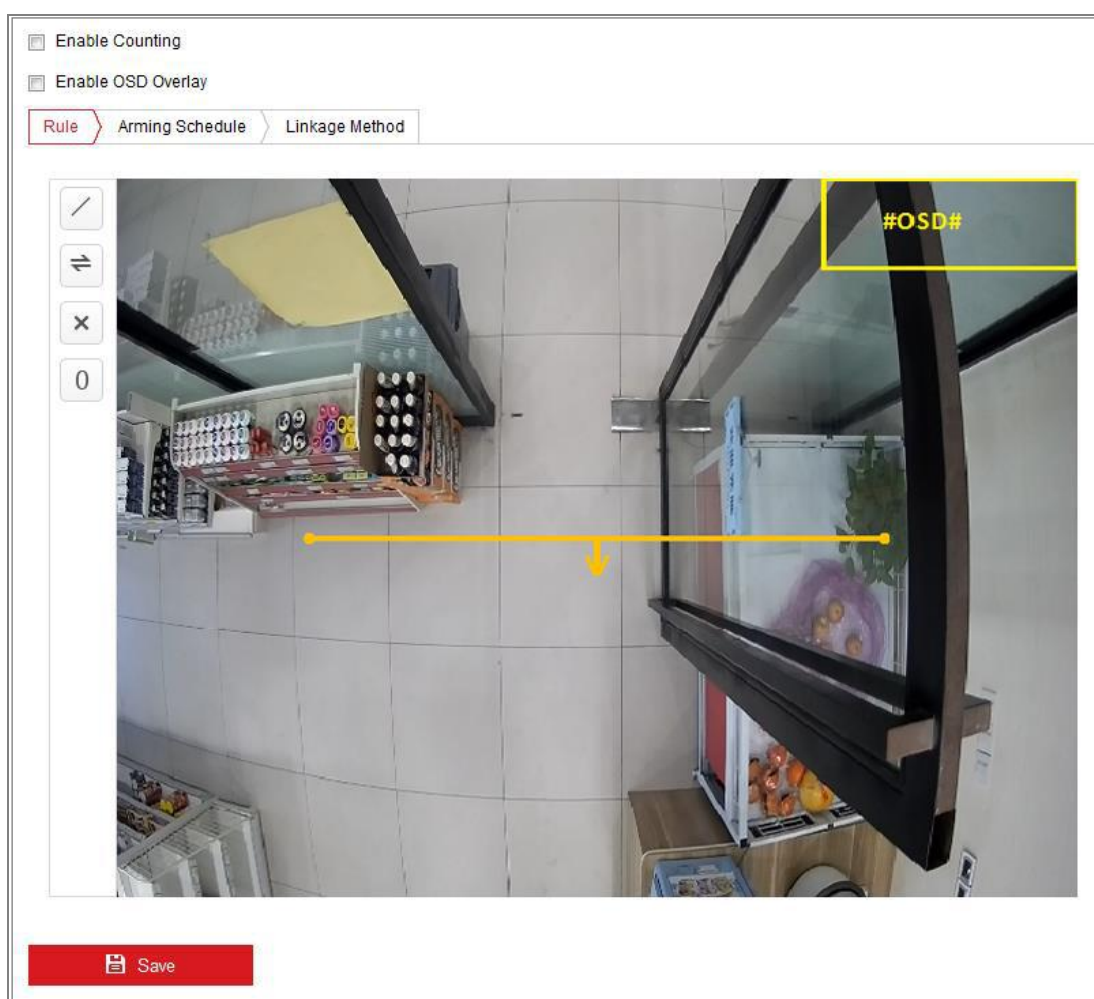 Enable Counting
Enable OSD Overlay
Rule Arming Schedule Linkage Method
0
#OSD#
Save